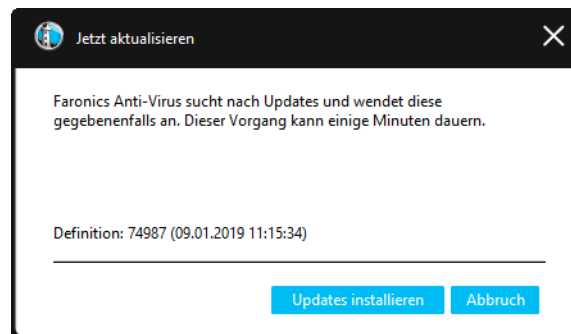 Jetzt aktualisieren
Faronics Anti-Virus sucht nach Updates und wendet diese
gegebenenfalls an. Dieser Vorgang kann einige Minuten dauern.
Definition: 74987 (09.01.2019 11:15:34)
Updates installieren
Abbruch